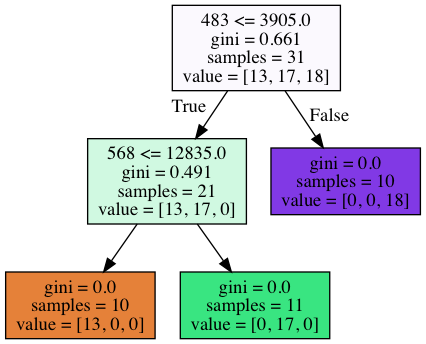 483 <= 3905.0
gini = 0.661
samples = 31
value = [13, 17, 18]
True
False
568 <= 12835.0
gini = 0.491
samples = 21
value = [13, 17, 0]
gini = 0.0
samples = 10
value = [0, 0, 18]
gini = 0.0
samples = 10
value = [13, 0, 0]
gini = 0.0
samples = 11
value = [0, 17, 0]